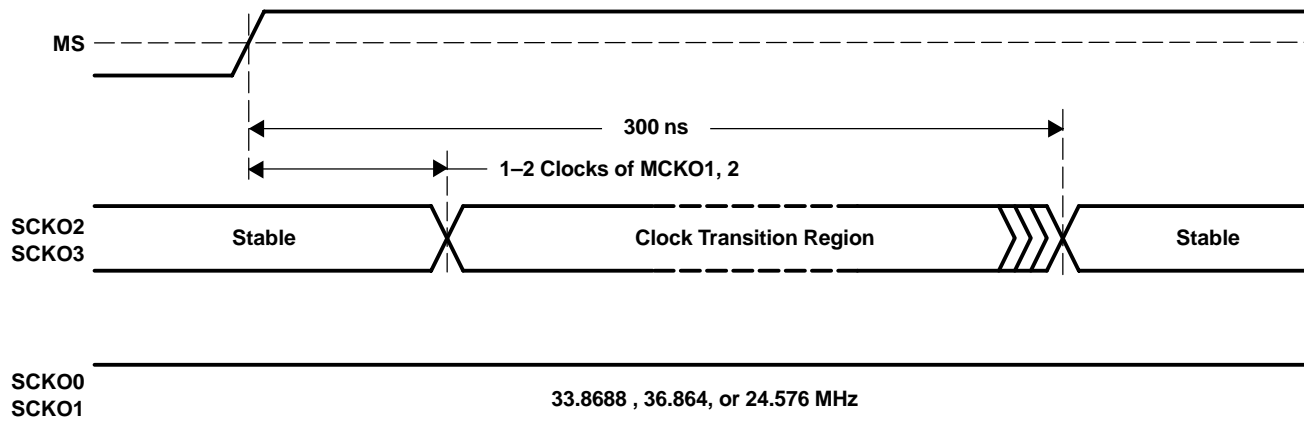 MS
300 ns
1–2 Clocks of MCKO1, 2
SCKO2
SCKO3
Stable
Clock Transition Region
Stable
SCKO0
SCKO1
33.8688 , 36.864, or 24.576 MHz